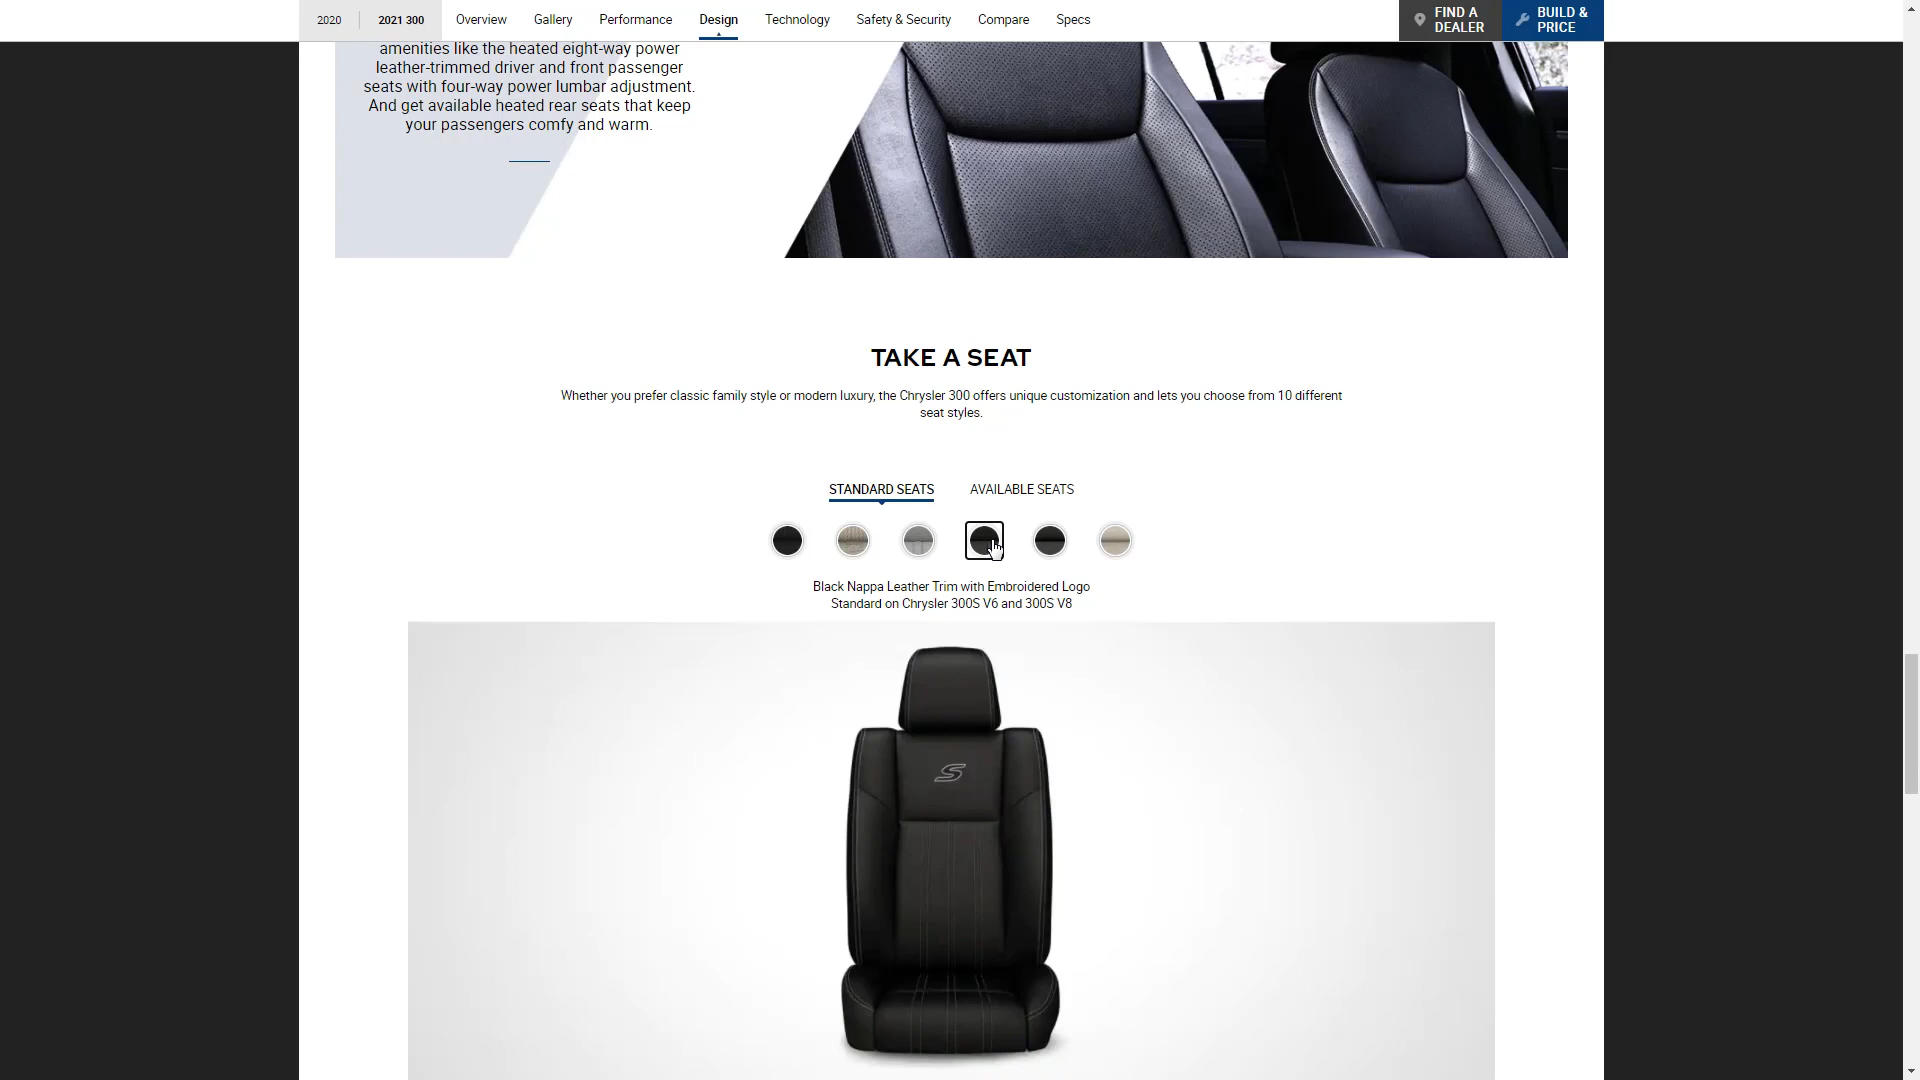 2020
2021 300
Overview
Gallery
Performance
Design
Technology
Safety & Security
Compare
Specs
FIND A
DEALER
BUILD &
PRICE
amenities like the heated eight-way power
leather-trimmed driver and front passenger
seats with four-way power lumbar adjustment.
And get available heated rear seats that keep
your passengers comfy and warm.
TAKE A SEAT
Whether you prefer classic family style or modern luxury, the Chrysler 300 offers unique customization and lets you choose from 10 different
seat styles.
STANDARD SEATS
AVAILABLE SEATS
Black Nappa Leather Trim with Embroidered Logo
Standard on Chrysler 300S V6 and 300S V8
S